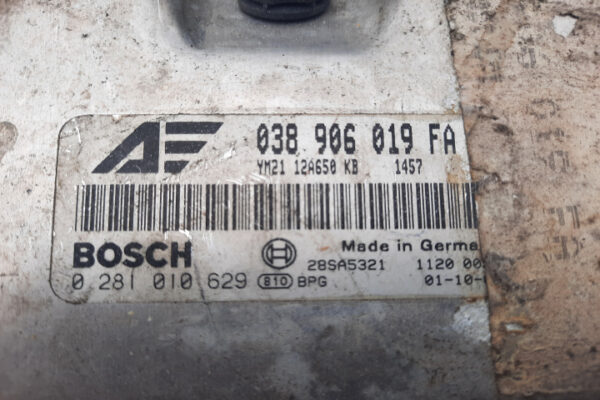 038 906 019 FA
YM21 12A650 KB 1457
BOSCH
Made in Germa
28SA5321 1120 00
0 281 010 629 810 BPG 01-10-